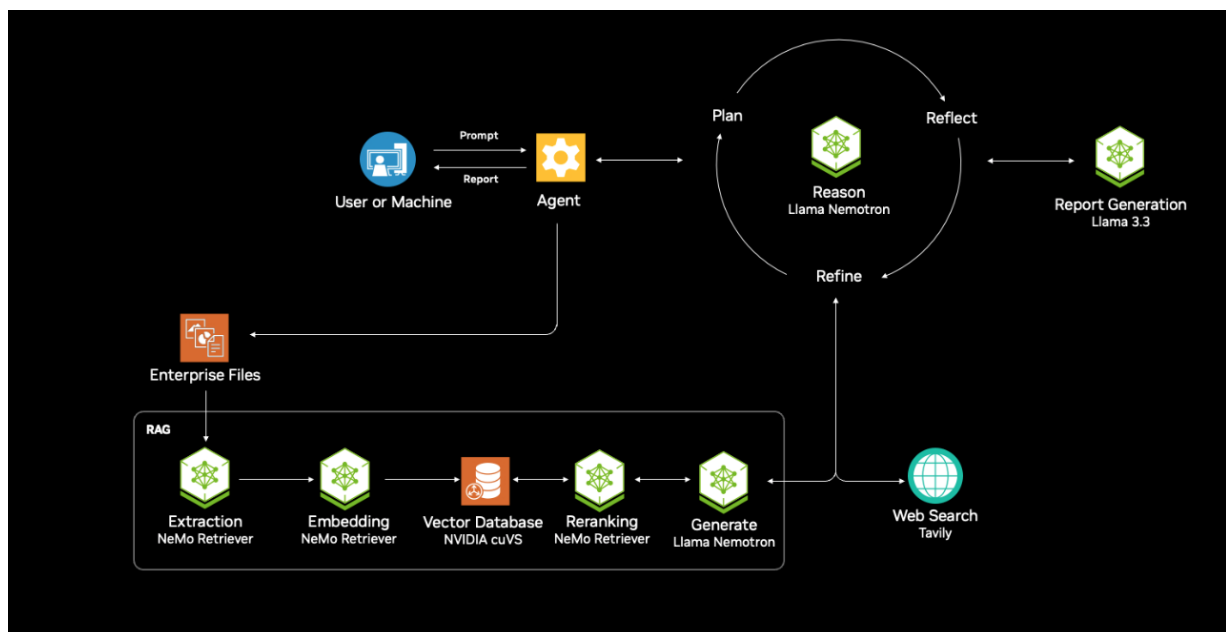 Plan
Reflect
Prompt
Report
User or Machine
Agent
Reason
Llama Nemotron
Report Generation
Llama 3.3
Refine
Enterprise Files
RAG
Extraction
NeMo Retriever
Embedding
NeMo Retriever
Vector Database
NVIDIA cuVS
Reranking
NeMo Retriever
Generate
Llama Nemotron
Web Search
Tavily